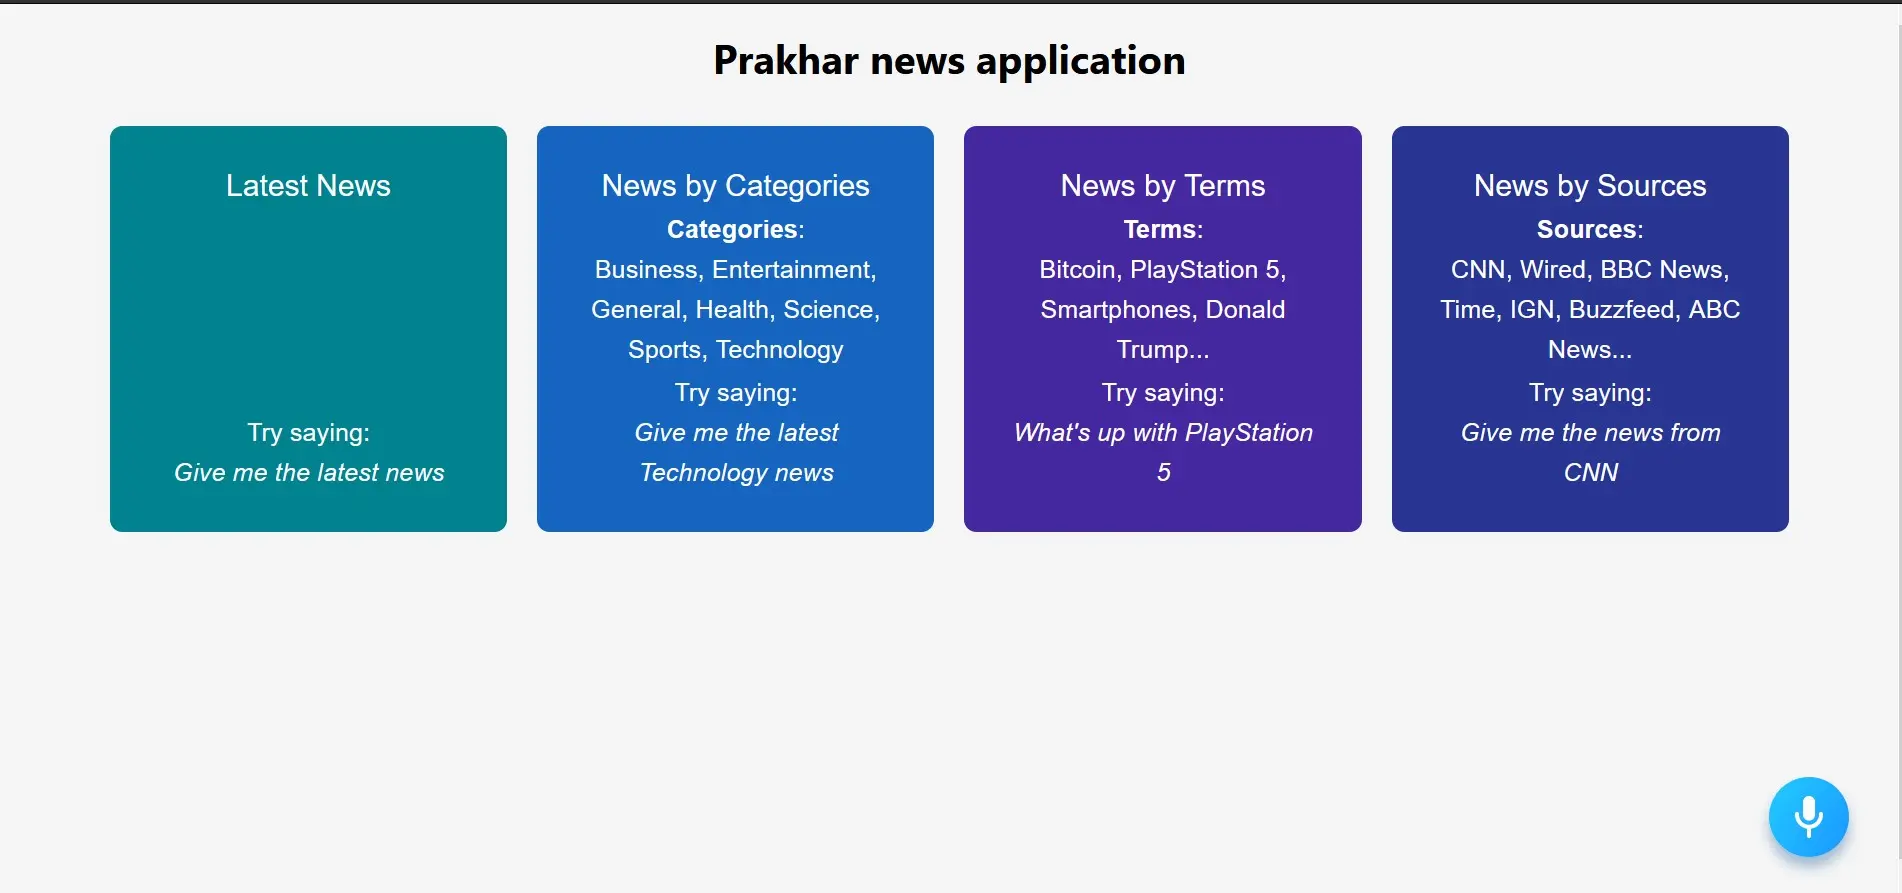 Prakhar news application
Latest News
Try saying:
Give me the latest news
News by Categories
Categories:
Business, Entertainment,
General, Health, Science,
Sports, Technology
Try saying:
Give me the latest
Technology news
News by Terms
Terms:
Bitcoin, PlayStation 5,
Smartphones, Donald
Trump...
Try saying:
What's up with PlayStation
5
News by Sources
Sources:
CNN, Wired, BBC News,
Time, IGN, Buzzfeed, ABC
News...
Try saying:
Give me the news from
CNN